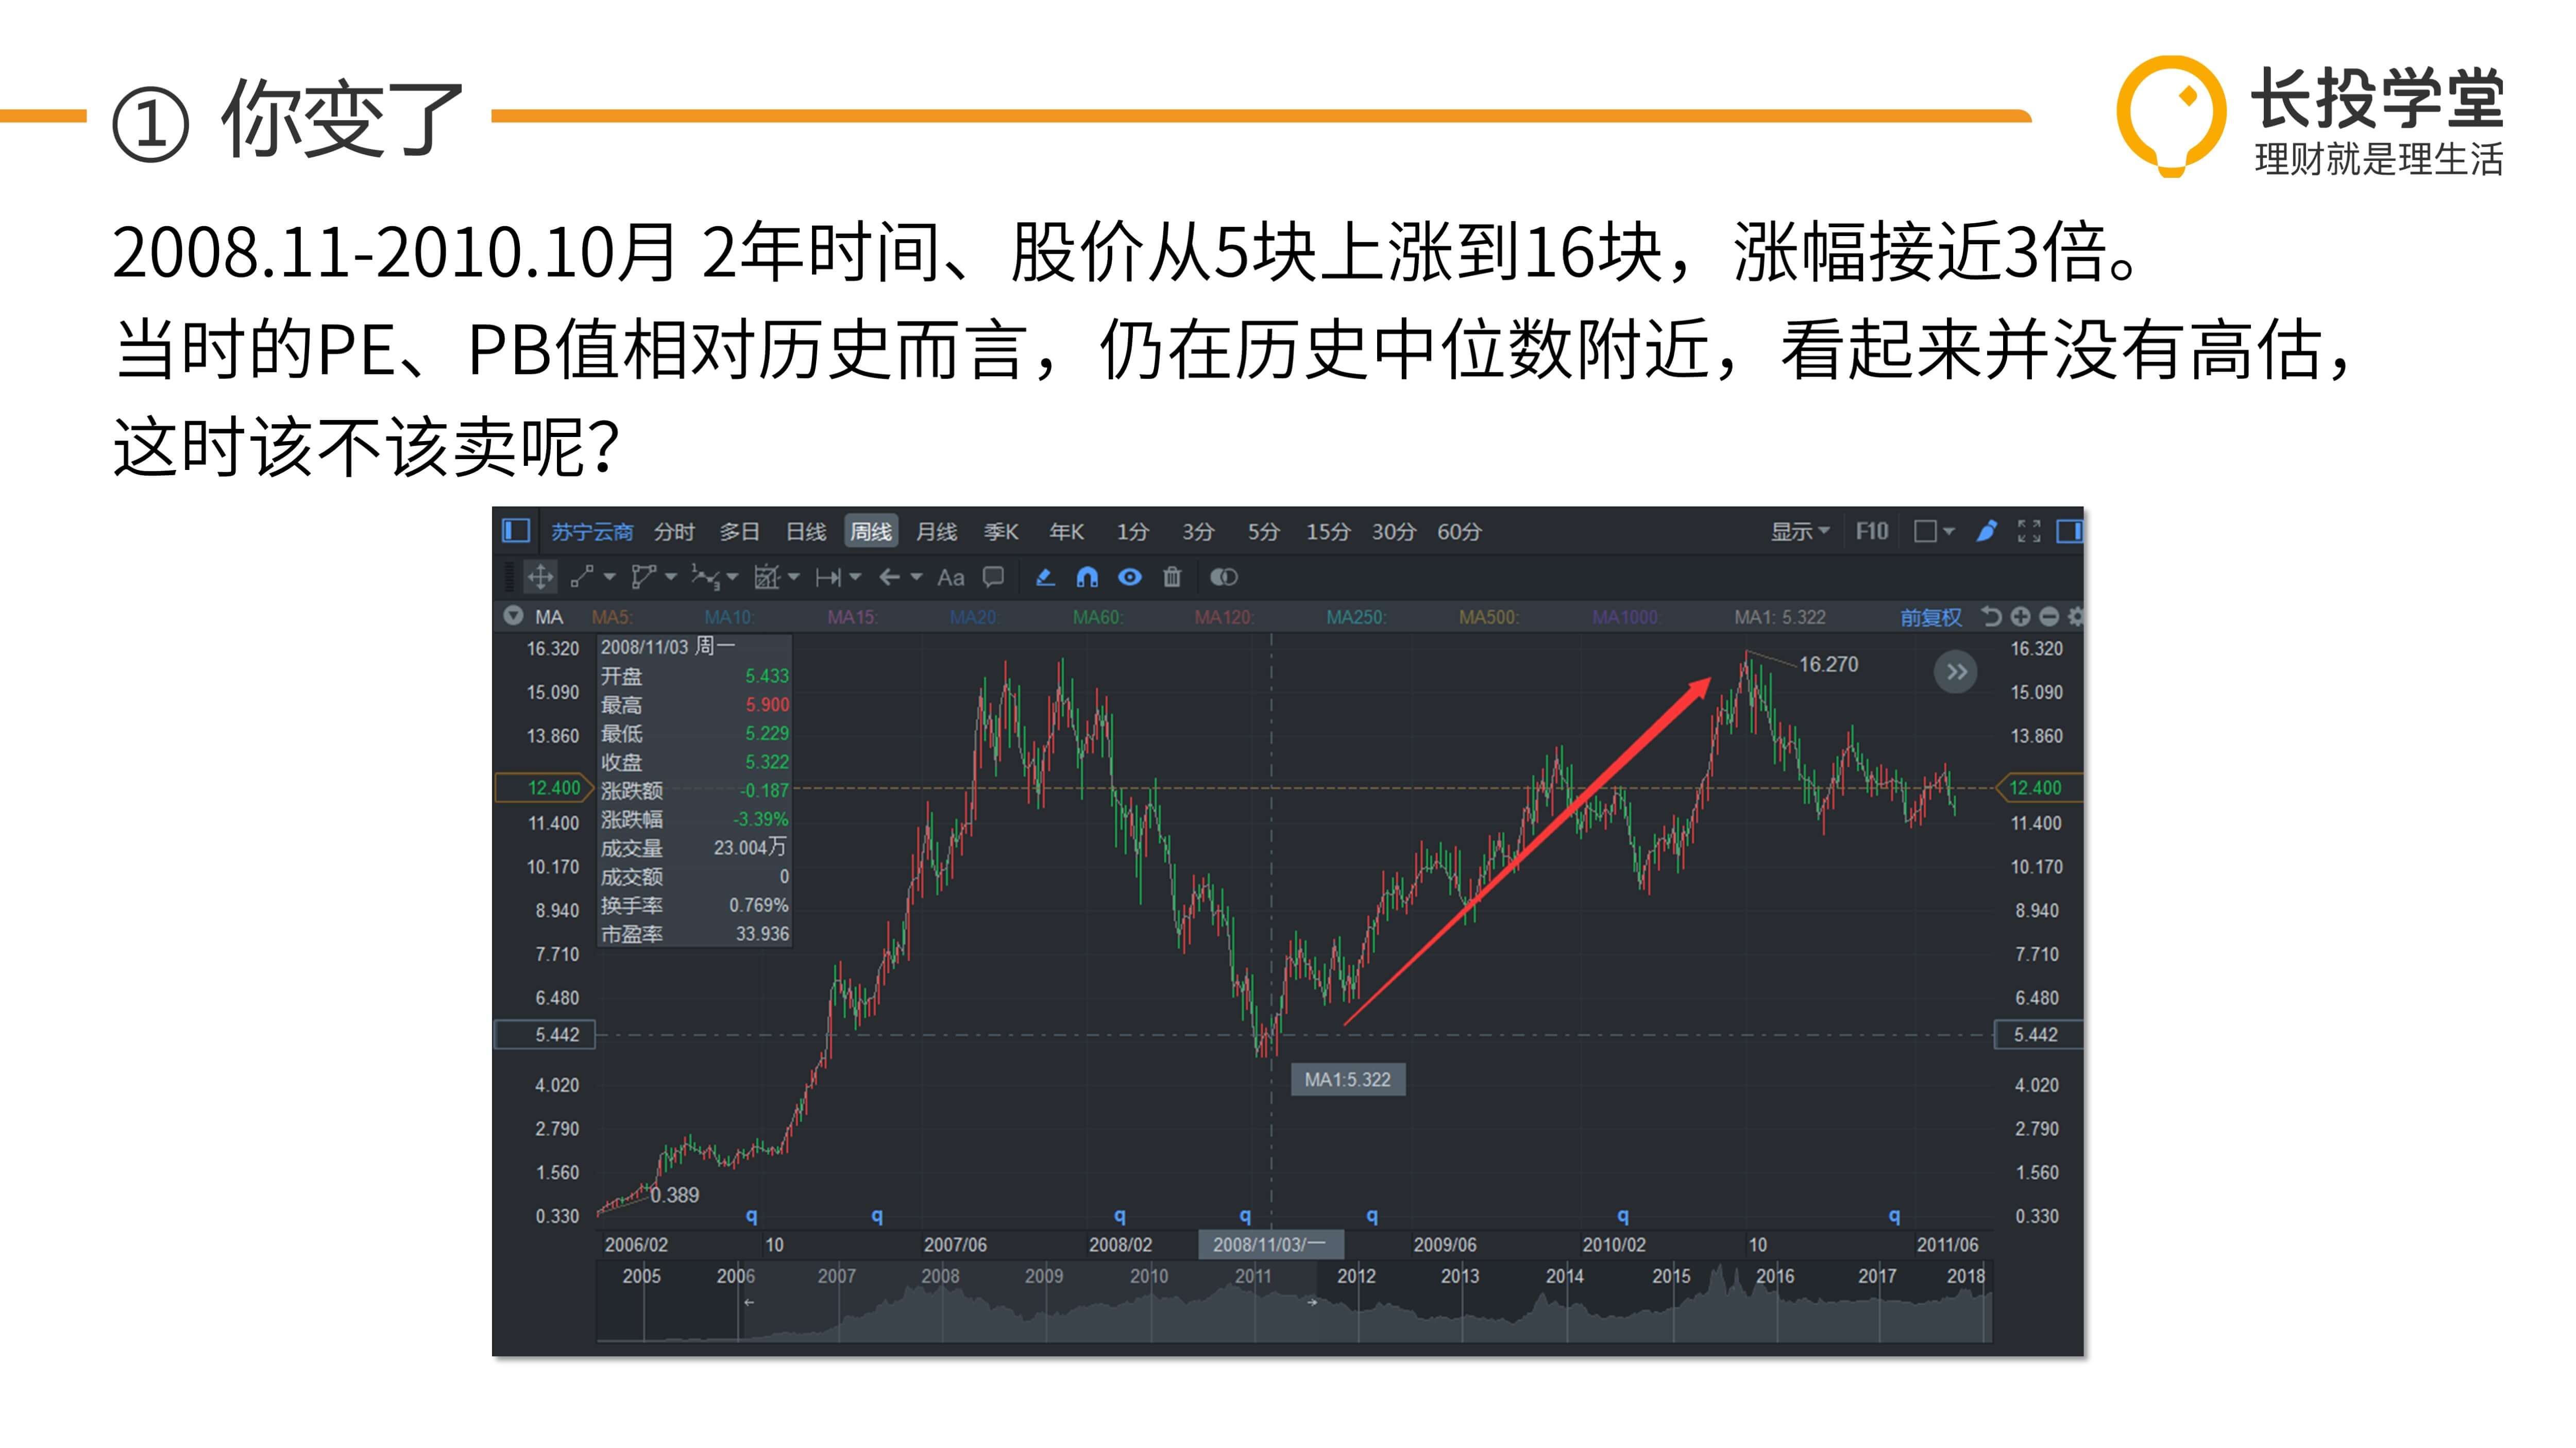 ① 你变了
长投学堂
理财就是理生活
2008.11-2010.10月 2年时间、股价从5块上涨到16块，涨幅接近3倍。
当时的PE、PB值相对历史而言，仍在历史中位数附近，看起来并没有高估，
这时该不该卖呢？
苏宁云商 分时 多日 日线 周线 月线 季K 年K 1分 3分 5分 15分 30分 60分 显示 F10
Aa
MA MA5: MA10: MA15: MA20: MA60: MA120: MA250: MA500: MA1000: MA1: 5.322 前复权
16.320 2008/11/03 周一 16.320
16.270
开盘 5.433
15.090 15.090
最高 5.900
13.860 最低 5.229 13.860
收盘 5.322
12.400 涨跌额 -0.187 12.400
11.400 涨跌幅 -3.39% 11.400
成交量 23.004万
10.170 成交额 0 10.170
8.940 换手率 0.769% 8.940
市盈率 33.936
7.710 7.710
6.480 6.480
5.442 5.442
4.020 MA1:5.322 4.020
2.790 2.790
1.560 1.560
0.389
0.330 q q q q q q q 0.330
2006/02 10 2007/06 2008/02 2008/11/03/一 2009/06 2010/02 10 2011/06
2005 2006 2007 2008 2009 2010 2011 2012 2013 2014 2015 2016 2017 2018